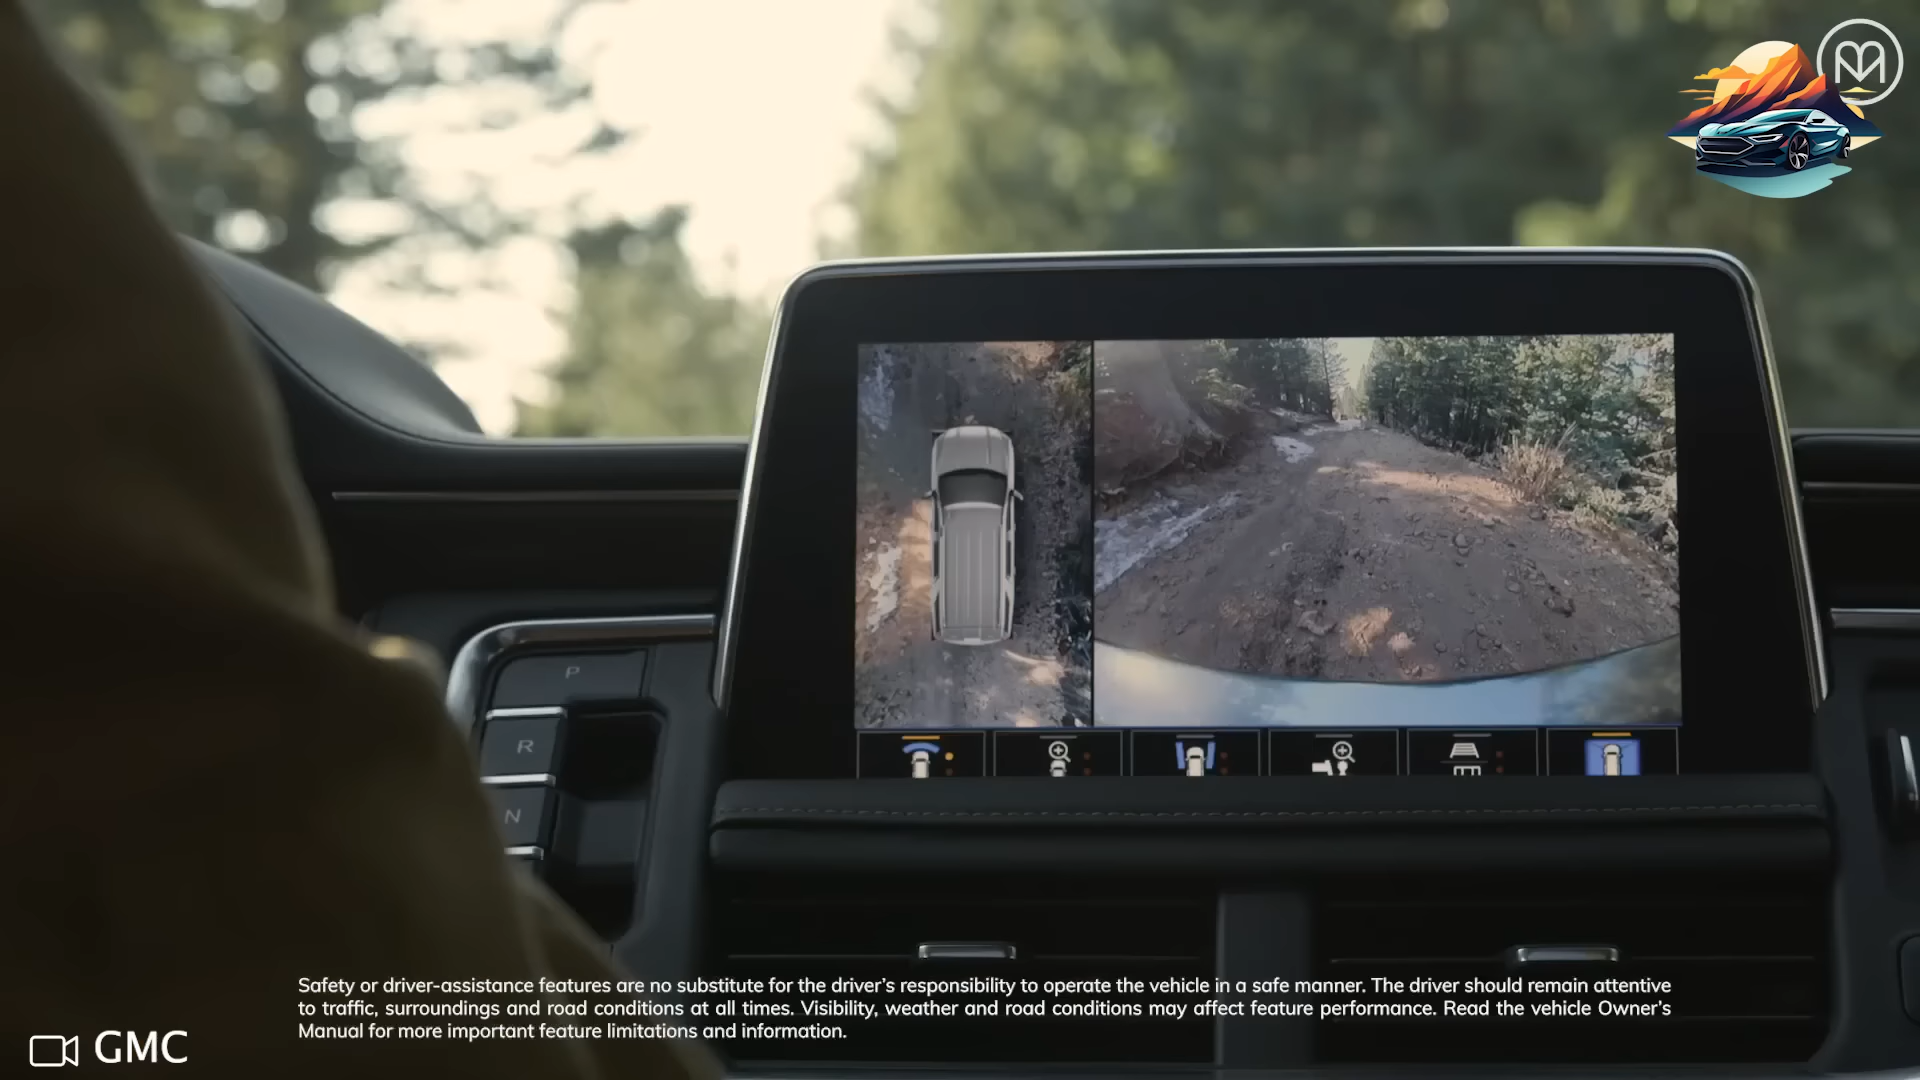 P
R
N
Safety or driver-assistance features are no substitute for the driver's responsibility to operate the vehicle in a safe manner. The driver should remain attentive
to traffic, surroundings and road conditions at all times. Visibility, weather and road conditions may affect feature performance. Read the vehicle Owner's
Manual for more important feature limitations and information.
GMC